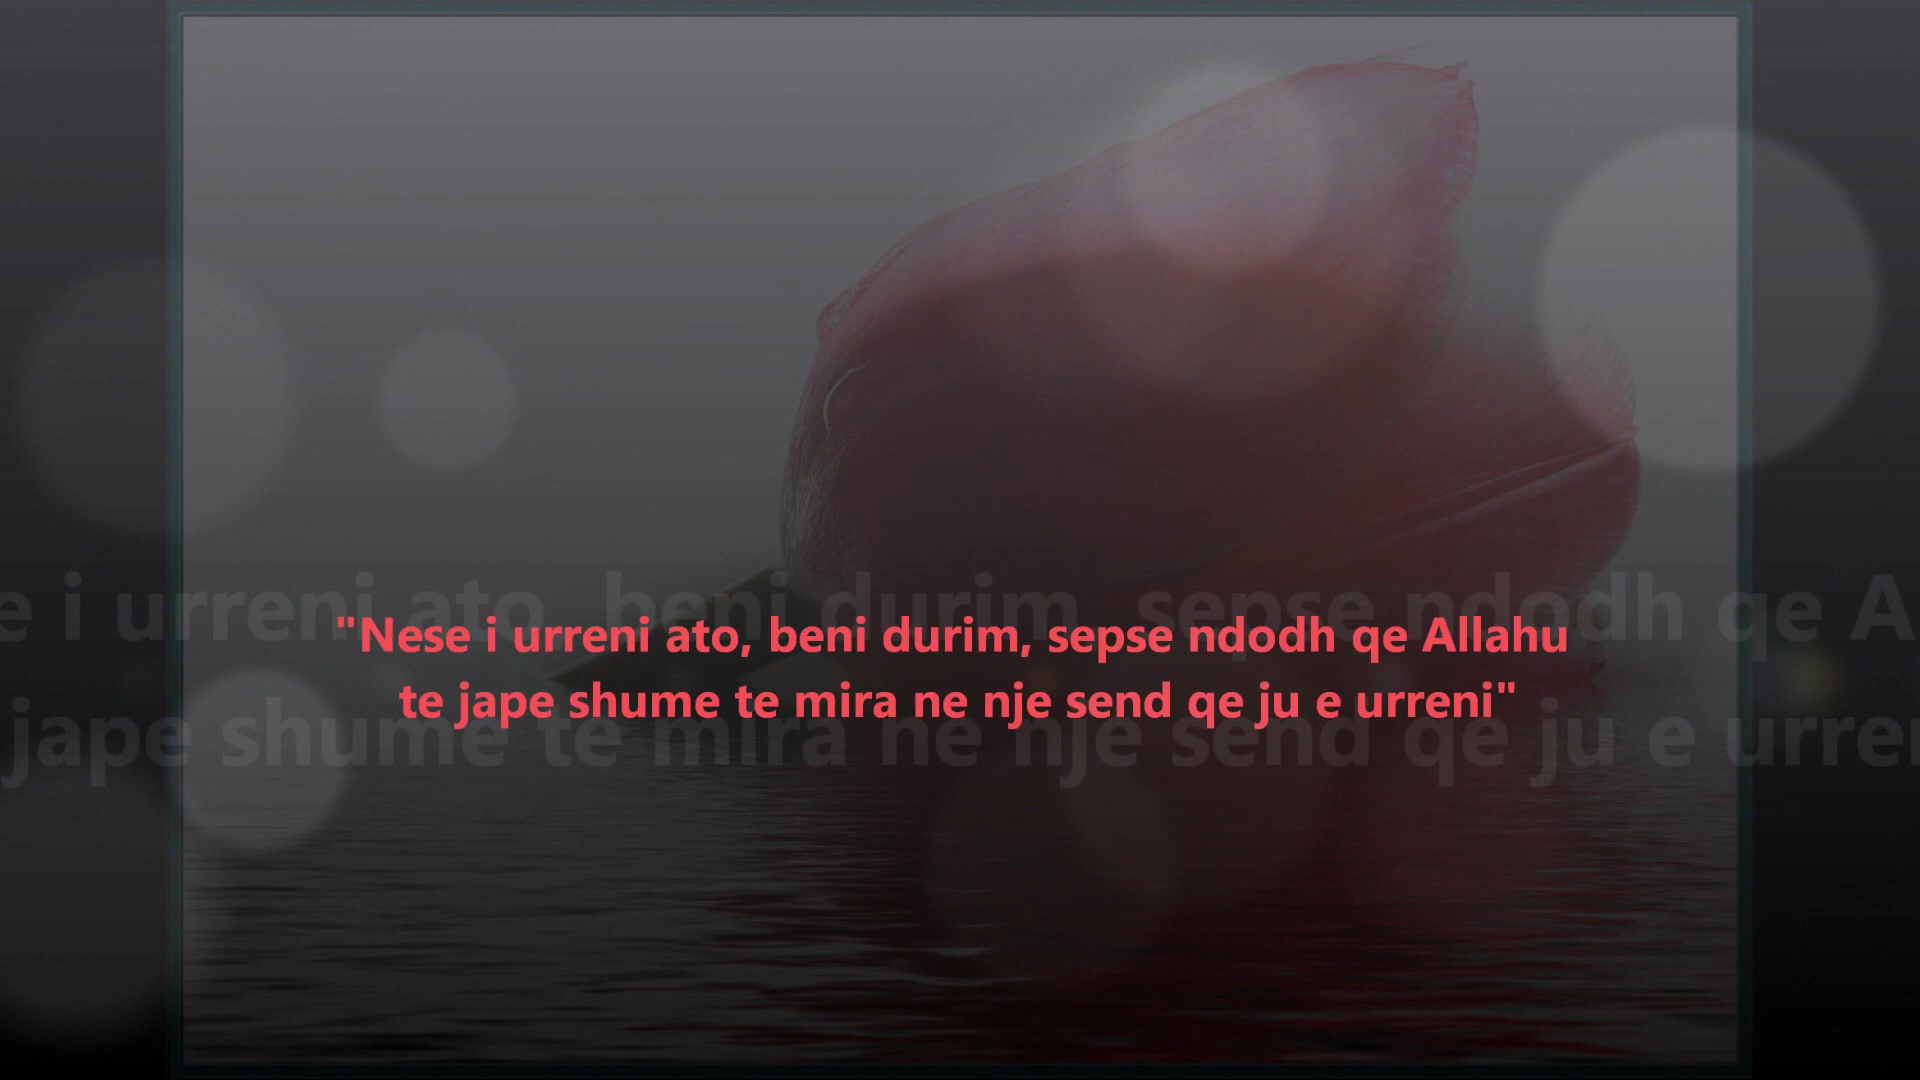 "Nese i urreni ato, beni durim, sepse ndodh qe Allahu
te jape shume te mira ne nje send qe ju e urreni"